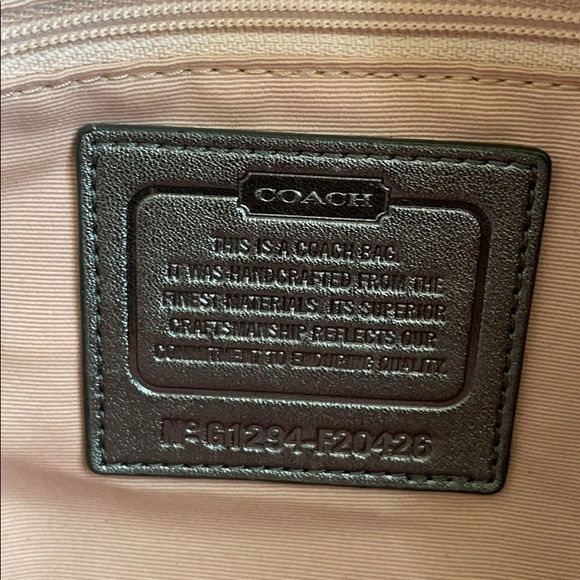 COACH
THIS IS A COACH BAG.
IT WAS HANDCRAFTED FROM THE
FINEST MATERIALS. ITS SUPERIOR
CRAFTSMANSHIP REFLECTS OUR
COMMITMENT TO ENDURING QUALITY.
Nº G1294-F20426